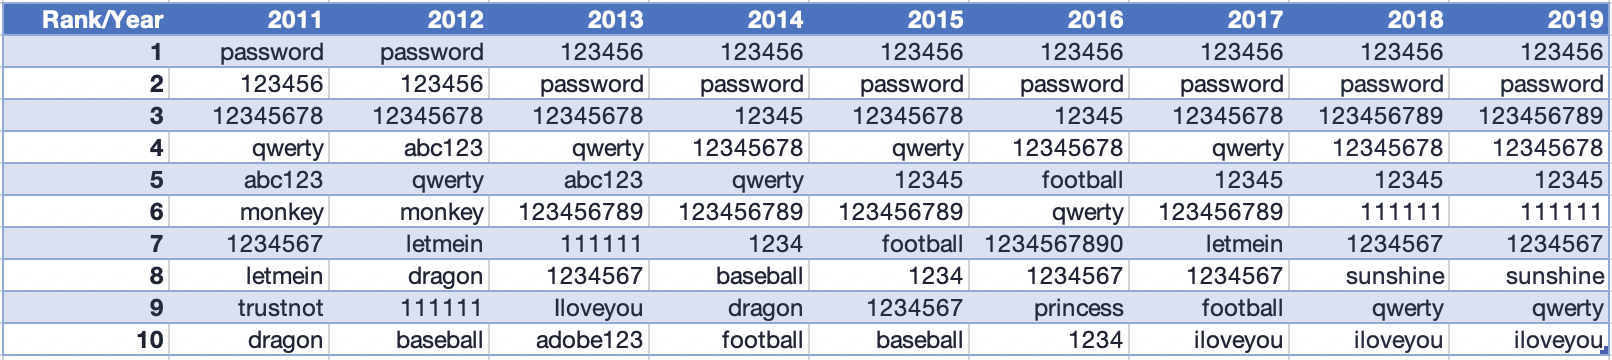 Rank/Year 2011 2012 2013 2014 2015 2016 2017 2018 2019
1 password password 123456 123456 123456 123456 123456 123456 123456
2 123456 123456 password password password password password password password
3 12345678 12345678 12345678 12345 12345678 12345 12345678 123456789 123456789
4 qwerty abc123 qwerty 12345678 qwerty 12345678 qwerty 12345678 12345678
5 abc123 qwerty abc123 qwerty 12345 football 12345 12345 12345
6 monkey monkey 123456789 123456789 123456789 qwerty 123456789 111111 111111
7 1234567 letmein 111111 1234 football 1234567890 letmein 1234567 1234567
8 letmein dragon 1234567 baseball 1234 1234567 1234567 sunshine sunshine
9 trustnot 111111 Iloveyou dragon 1234567 princess football qwerty qwerty
10 dragon baseball adobe123 football baseball 1234 iloveyou iloveyou iloveyou